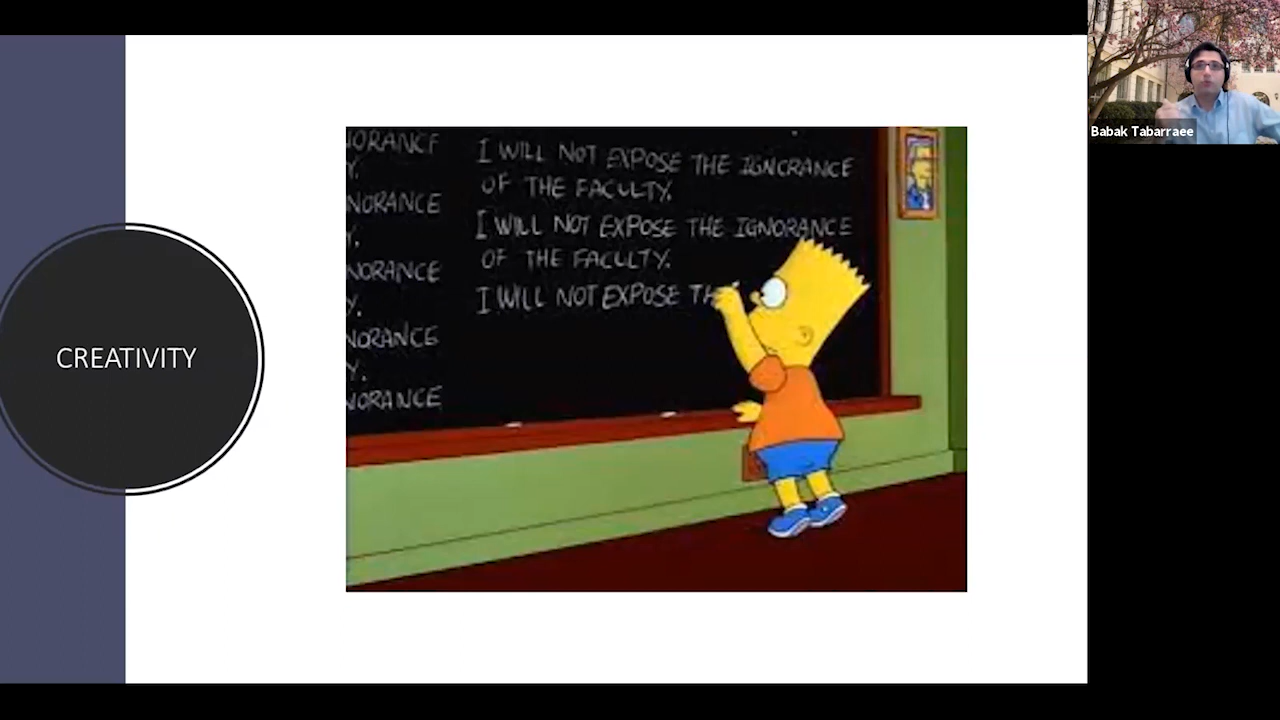 Babak Tabarraee
CREATIVITY
NORANCE
Y.
NORANCE
Y.
NORANCE
Y.
NORANCE
Y.
NORANCE
I WILL NOT EXPOSE THE IGNCRANCE
OF THE FACULTY.
I WILL NOT EXPOSE THE IGNORANCE
OF THE FACULTY.
I WILL NOT EXPOSE TH